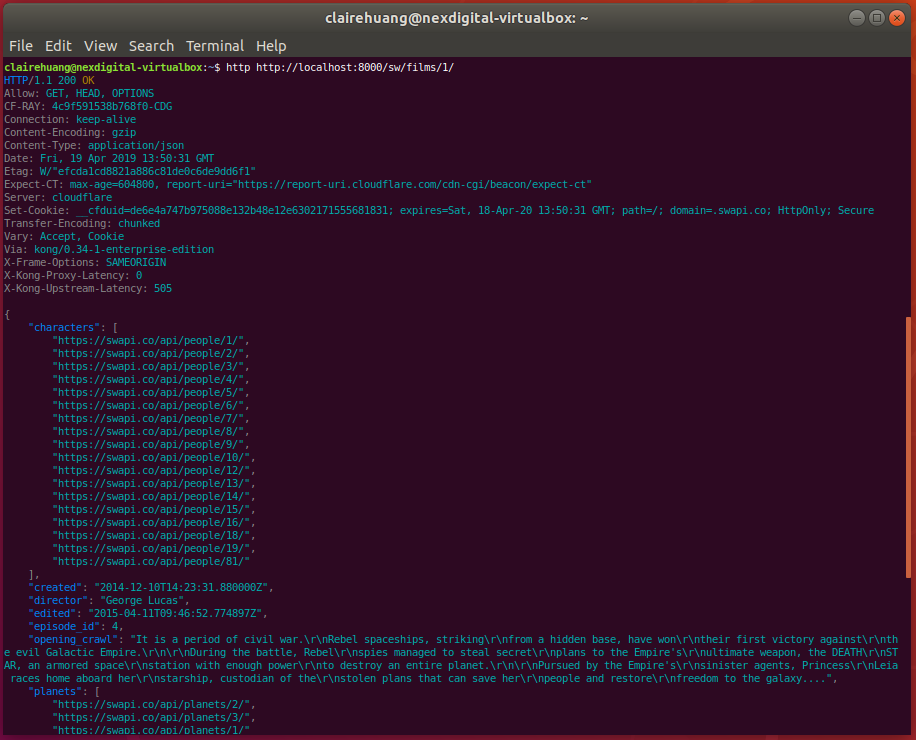 clairehuang@nexdigital-virtualbox: ~
File Edit View Search Terminal Help
clairehuang@nexdigital-virtualbox:~$ http http://localhost:8000/sw/films/1/
HTTP/1.1 200 OK
Allow: GET, HEAD, OPTIONS
CF-RAY: 4c9f591538b768f0-CDG
Connection: keep-alive
Content-Encoding: gzip
Content-Type: application/json
Date: Fri, 19 Apr 2019 13:50:31 GMT
Etag: W/"efcda1cd8821a886c81de0c6de9dd6f1"
Expect-CT: max-age=604800, report-uri="https://report-uri.cloudflare.com/cdn-cgi/beacon/expect-ct"
Server: cloudflare
Set-Cookie: __cfduid=de6e4a747b975088e132b48e12e6302171555681831; expires=Sat, 18-Apr-20 13:50:31 GMT; path=/; domain=.swapi.co; HttpOnly; Secure
Transfer-Encoding: chunked
Vary: Accept, Cookie
Via: kong/0.34-1-enterprise-edition
X-Frame-Options: SAMEORIGIN
X-Kong-Proxy-Latency: 0
X-Kong-Upstream-Latency: 505
{
"characters": [
"https://swapi.co/api/people/1/",
"https://swapi.co/api/people/2/",
"https://swapi.co/api/people/3/",
"https://swapi.co/api/people/4/",
"https://swapi.co/api/people/5/",
"https://swapi.co/api/people/6/",
"https://swapi.co/api/people/7/",
"https://swapi.co/api/people/8/",
"https://swapi.co/api/people/9/",
"https://swapi.co/api/people/10/",
"https://swapi.co/api/people/12/",
"https://swapi.co/api/people/13/",
"https://swapi.co/api/people/14/",
"https://swapi.co/api/people/15/",
"https://swapi.co/api/people/16/",
"https://swapi.co/api/people/18/",
"https://swapi.co/api/people/19/",
"https://swapi.co/api/people/81/"
],
"created": "2014-12-10T14:23:31.880000Z",
"director": "George Lucas",
"edited": "2015-04-11T09:46:52.774897Z",
"episode_id": 4,
"opening_crawl": "It is a period of civil war.\r\nRebel spaceships, striking\r\nfrom a hidden base, have won\r\ntheir first victory against\r\nth
e evil Galactic Empire.\r\n\r\nDuring the battle, Rebel\r\nspies managed to steal secret\r\nplans to the Empire's\r\nultimate weapon, the DEATH\r\nST
AR, an armored space\r\nstation with enough power\r\nto destroy an entire planet.\r\n\r\nPursued by the Empire's\r\nsinister agents, Princess\r\nLeia
races home aboard her\r\nstarship, custodian of the\r\nstolen plans that can save her\r\npeople and restore\r\nfreedom to the galaxy....",
"planets": [
"https://swapi.co/api/planets/2/",
"https://swapi.co/api/planets/3/",
"https://swapi.co/api/planets/1/"